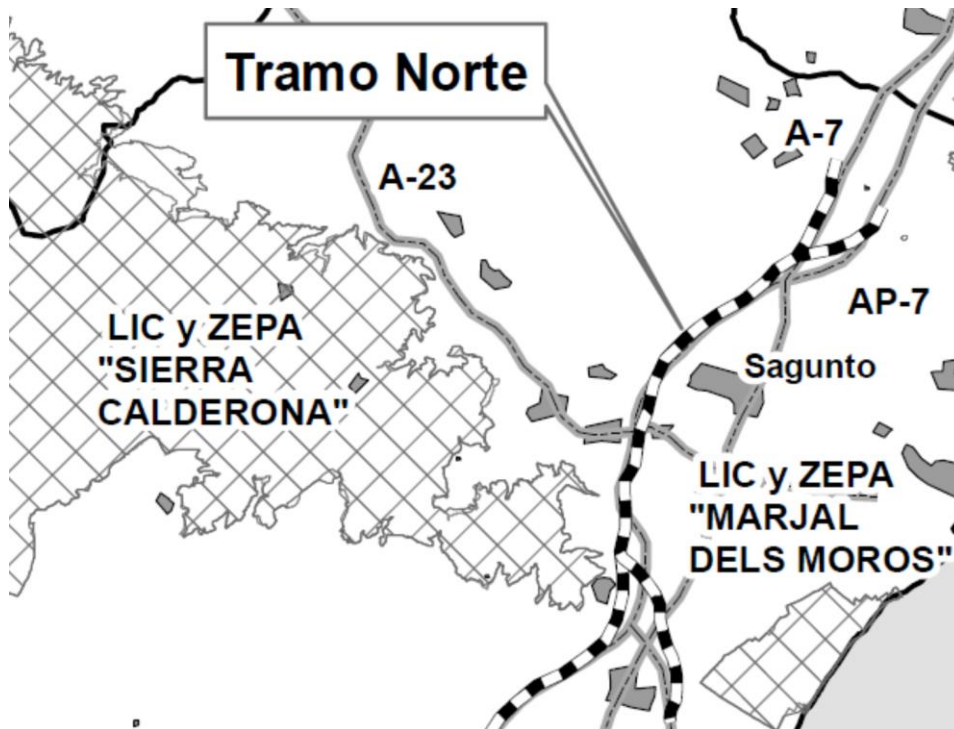 Tramo Norte
A-7
A-23
AP-7
LIC y ZEPA
"SIERRA
CALDERONA"
Sagunto
LIC y ZEPA
"MARJAL
DELS MOROS"